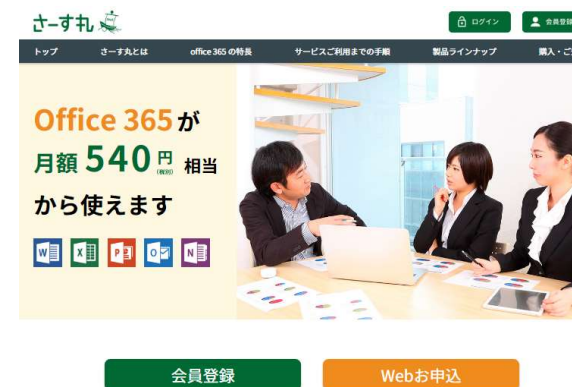 さーす丸
ログイン
会員登録
トップ
さーす丸とは
office 365 の特長
サービスご利用までの手順
製品ラインナップ
購入・ご
Office 365が
月額 540円(税別) 相当
から使えます
W
X
P
O
N
会員登録
Webお申込